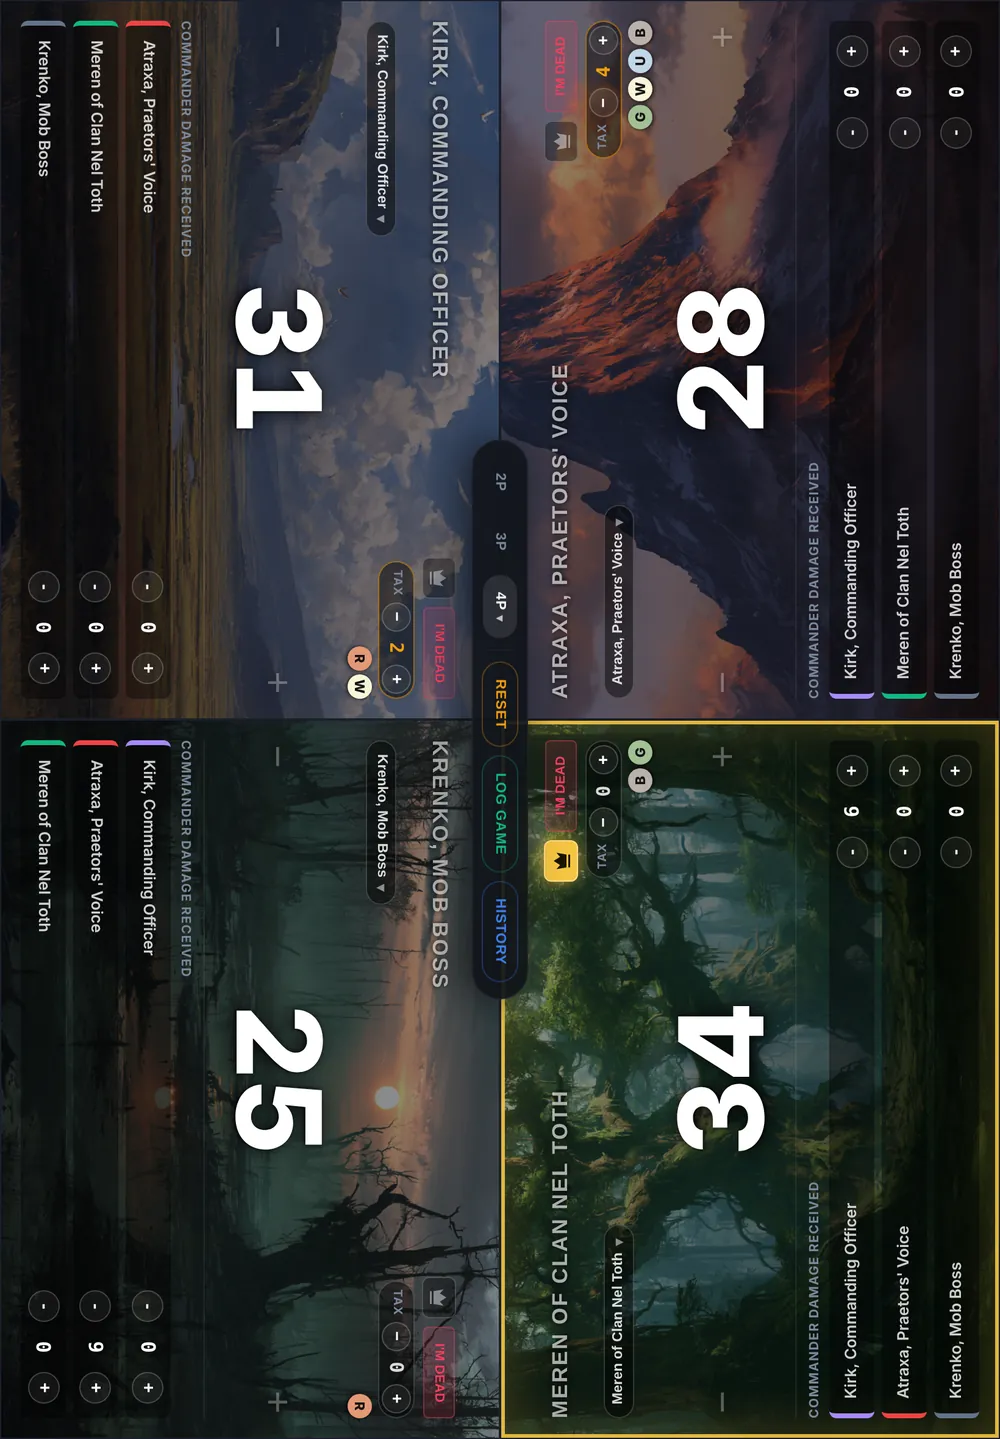 KIRK, COMMANDING OFFICER
Kirk, Commanding Officer ▼
I'M DEAD
TAX − 2 +
R W
− 31 +
COMMANDER DAMAGE RECEIVED
Atraxa, Praetors' Voice - 0 +
Meren of Clan Nel Toth - 0 +
Krenko, Mob Boss - 0 +
ATRAXA, PRAETORS' VOICE
Atraxa, Praetors' Voice ▼
I'M DEAD
TAX − 4 +
G W U B
− 28 +
COMMANDER DAMAGE RECEIVED
Kirk, Commanding Officer - 0 +
Meren of Clan Nel Toth - 0 +
Krenko, Mob Boss - 0 +
2P 3P 4P ▼ RESET LOG GAME HISTORY
KRENKO, MOB BOSS
Krenko, Mob Boss ▼
I'M DEAD
TAX − 0 +
R
− 25 +
COMMANDER DAMAGE RECEIVED
Kirk, Commanding Officer - 0 +
Atraxa, Praetors' Voice - 9 +
Meren of Clan Nel Toth - 0 +
MEREN OF CLAN NEL TOTH
Meren of Clan Nel Toth ▼
I'M DEAD
TAX − 0 +
B G
− 34 +
COMMANDER DAMAGE RECEIVED
Kirk, Commanding Officer - 6 +
Atraxa, Praetors' Voice - 0 +
Krenko, Mob Boss - 0 +